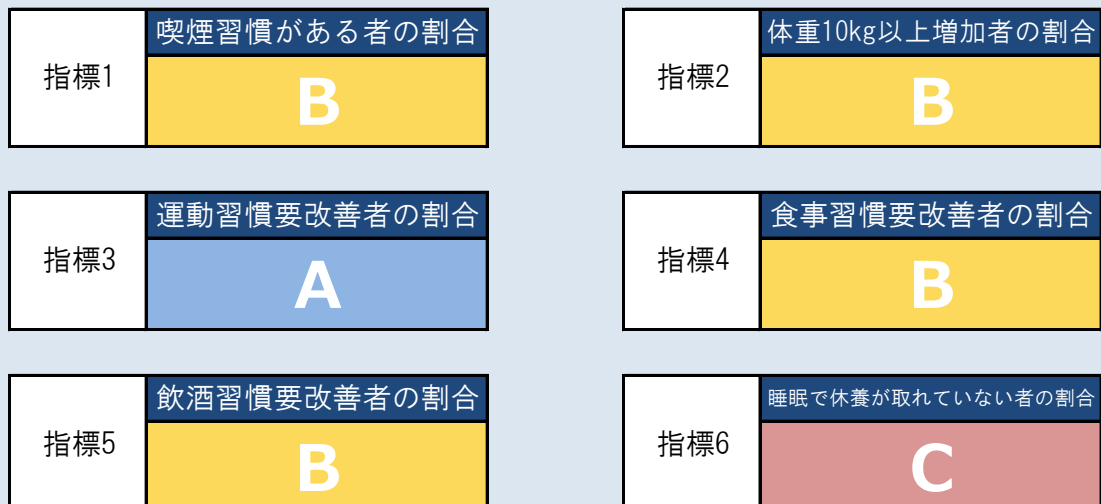 指標1
喫煙習慣がある者の割合
B
指標2
体重10kg以上増加者の割合
B
指標3
運動習慣要改善者の割合
A
指標4
食事習慣要改善者の割合
B
指標5
飲酒習慣要改善者の割合
B
指標6
睡眠で休養が取れていない者の割合
C